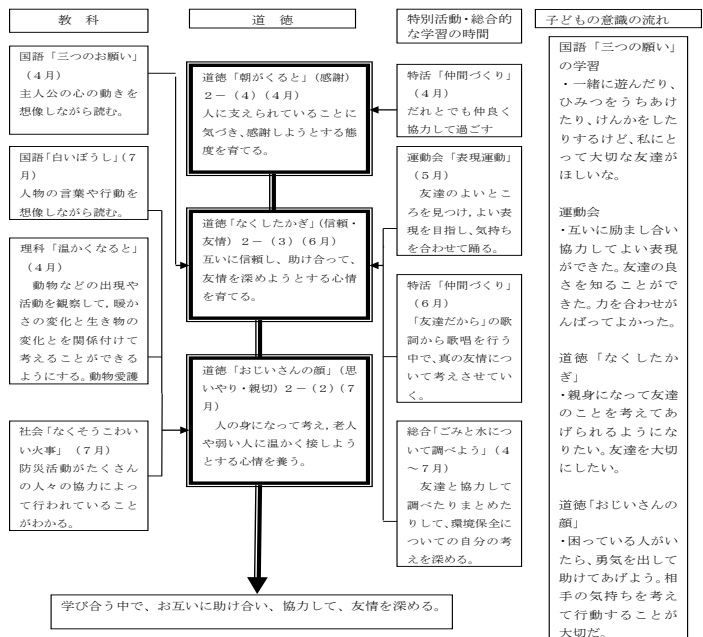 教　科
国語「三つのお願い」
（４月）
主人公の心の動きを
想像しながら読む。
国語「白いぼうし」（７
月）
人物の言葉や行動を
想像しながら読む。
理科「温かくなると」
（４月）
動物などの出現や
活動を観察して，暖か
さの変化と生き物の
変化とを関係付けて
考えることができる
ようにする。動物愛護
社会「なくそうこわい
い火事」（７月）
防災活動がたくさん
の人々の協力によっ
て行われていること
がわかる。
道　徳
道徳「朝がくると」（感謝）
２－（４）（４月）
人に支えられていることに
気づき、感謝しようとする態
度を育てる。
道徳「なくしたかぎ」（信頼・
友情）２－（３）（６月）
互いに信頼し、助け合って、
友情を深めようとする心情
を育てる。
道徳「おじいさんの顔」（思
いやり・親切）２－（２）（７
月）
人の身になって考え，老人
や弱い人に温かく接しよう
とする心情を養う。
学び合う中で、お互いに助け合い、協力して、友情を深める。
特別活動・総合的
な学習の時間
特活「仲間づくり」
（４月）
だれとでも仲良く
協力して過ごす
運動会「表現運動」
（５月）
友達のよいとこ
ろを見つけ，よい表
現を目指し、気持ち
を合わせて踊る。
特活「仲間づくり」
（６月）
「友達だから」の歌
詞から歌唱を行う
中で、真の友情につ
いて考えさせてい
く。
総合「ごみと水につ
いて調べよう」（４
～７月）
友達と協力して
調べたりまとめた
りして、環境保全に
ついての自分の考
えを深める。
子どもの意識の流れ
国語「三つの願い」
の学習
・一緒に遊んだり、
ひみつをうちあけ
たり、けんかをした
りするけど、私にと
って大切な友達が
ほしいな。
運動会
・互いに励まし合い
協力してよい表現
ができた。友達の良
さを知ることがで
きた。力を合わせが
んばってよかった。
道徳「なくしたか
ぎ」
・親身になって友達
のことを考えてあ
げられるようにな
りたい。友達を大切
にしたい。
道徳「おじいさんの
顔」
・困っている人がい
たら、勇気を出して
助けてあげよう。相
手の気持ちを考え
て行動することが
大切だ。